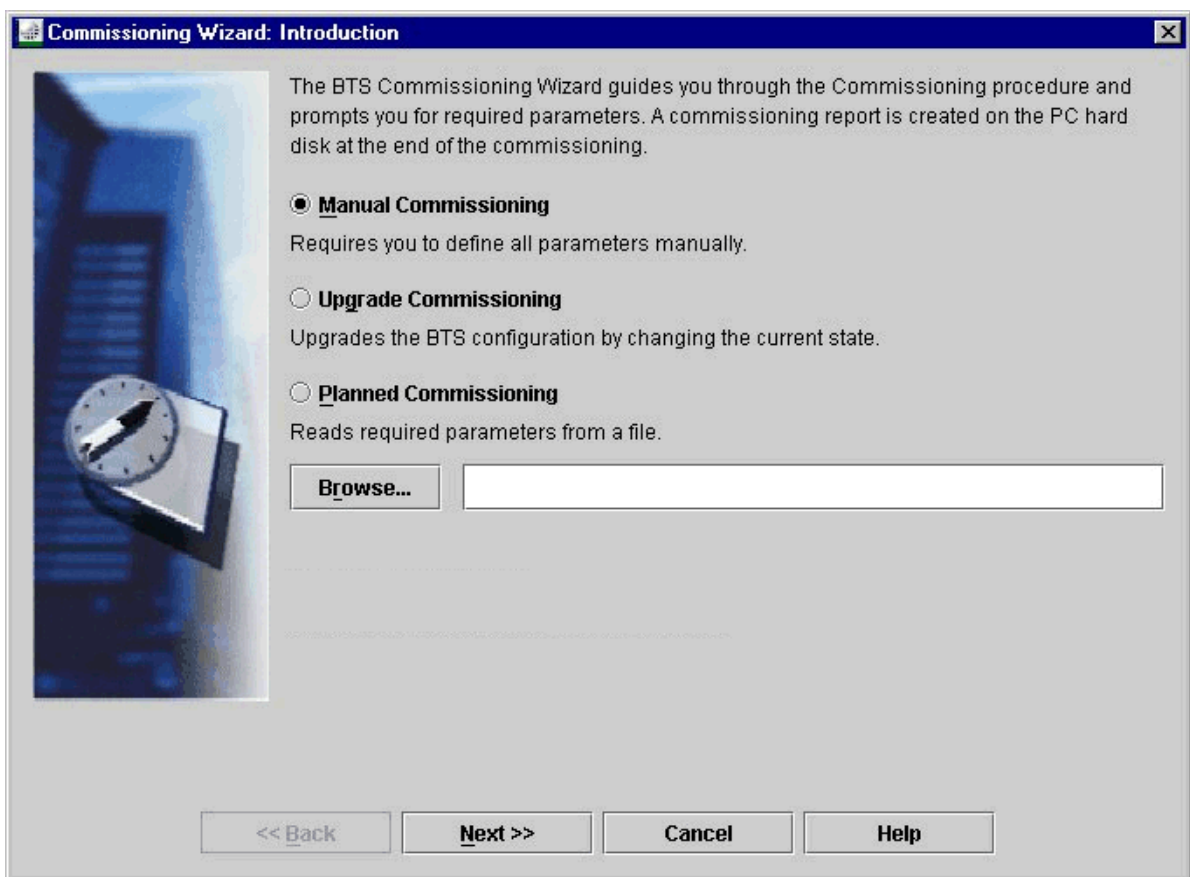 Commissioning Wizard: Introduction
The BTS Commissioning Wizard guides you through the Commissioning procedure and
prompts you for required parameters. A commissioning report is created on the PC hard
disk at the end of the commissioning.
Manual Commissioning
Requires you to define all parameters manually.
Upgrade Commissioning
Upgrades the BTS configuration by changing the current state.
Planned Commissioning
Reads required parameters from a file.
Browse...
<< Back
Next >>
Cancel
Help